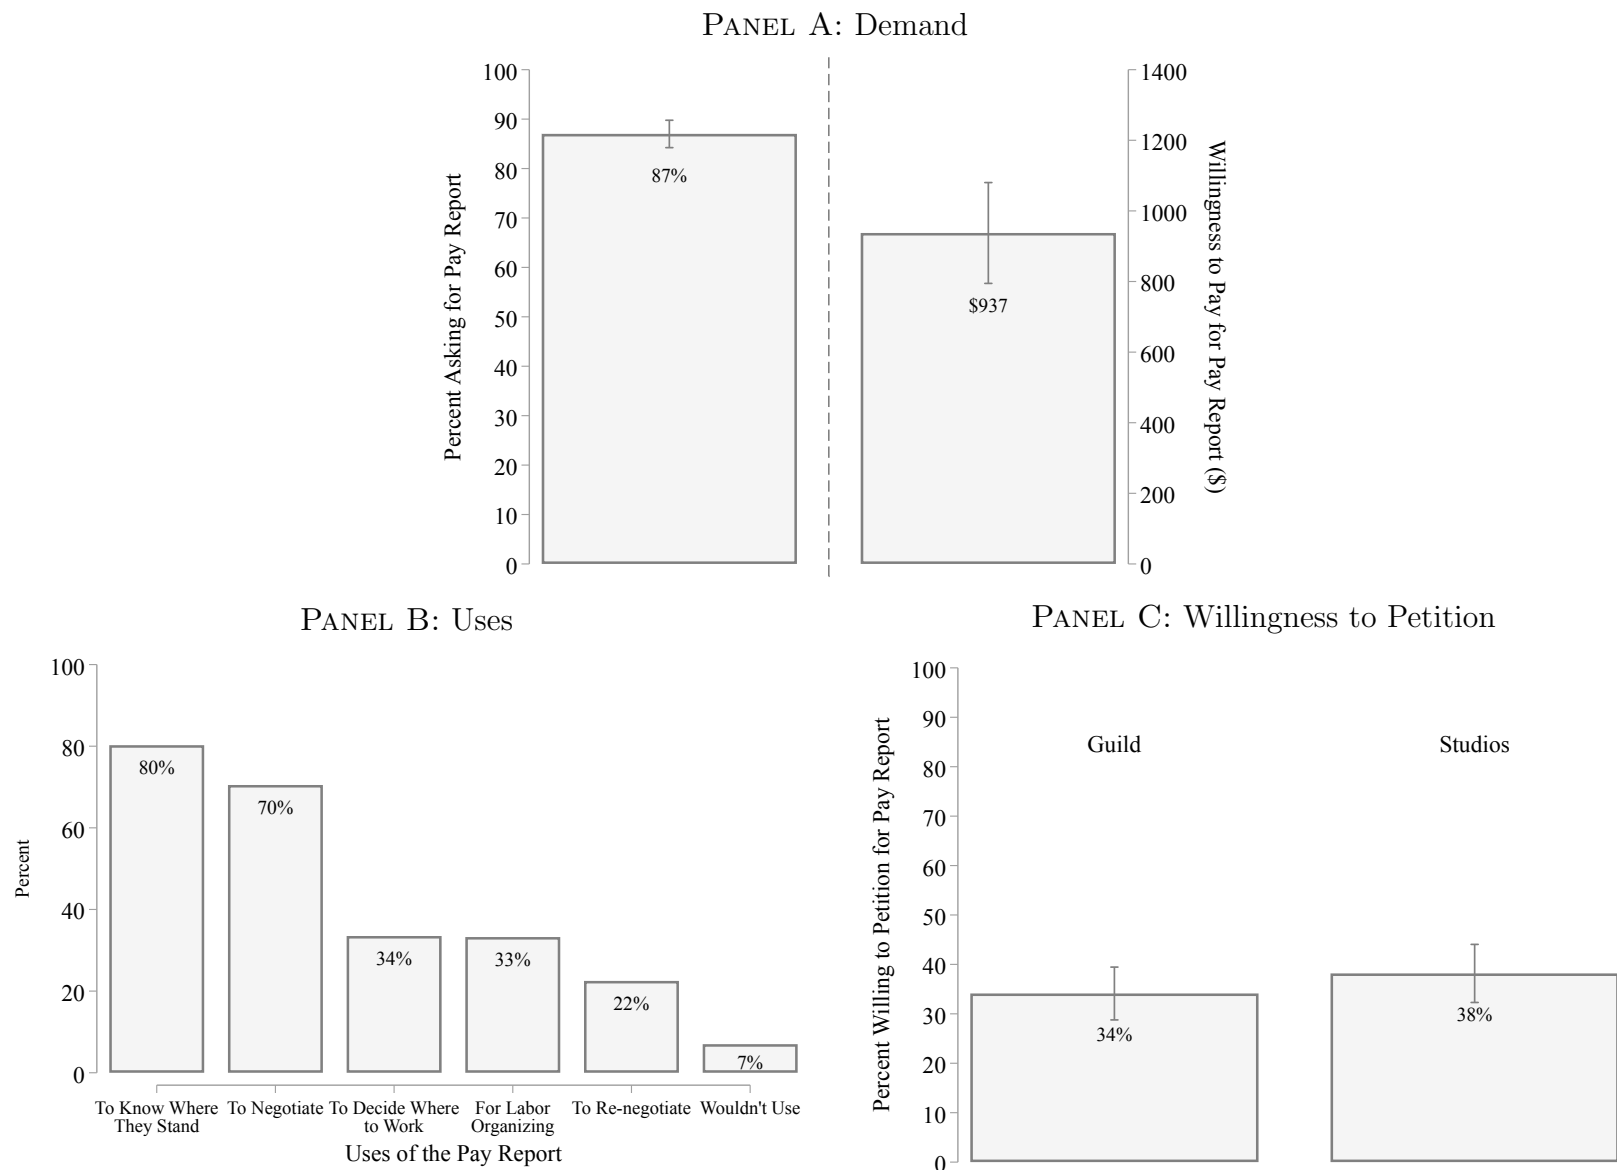 PANEL A: Demand
Percent Asking for Pay Report
100
90
80
70
60
50
40
30
20
10
0
87%
$937
1400
1200
1000
800
600
400
200
0
Willingness to Pay for Pay Report ($)
PANEL B: Uses
Percent
100
80
60
40
20
0
80%
70%
34%
33%
22%
7%
To Know Where
They Stand
To Negotiate
To Decide Where
to Work
For Labor
Organizing
To Re-negotiate
Wouldn't Use
Uses of the Pay Report
PANEL C: Willingness to Petition
Percent Willing to Petition for Pay Report
100
90
80
70
60
50
40
30
20
10
0
Guild
Studios
34%
38%